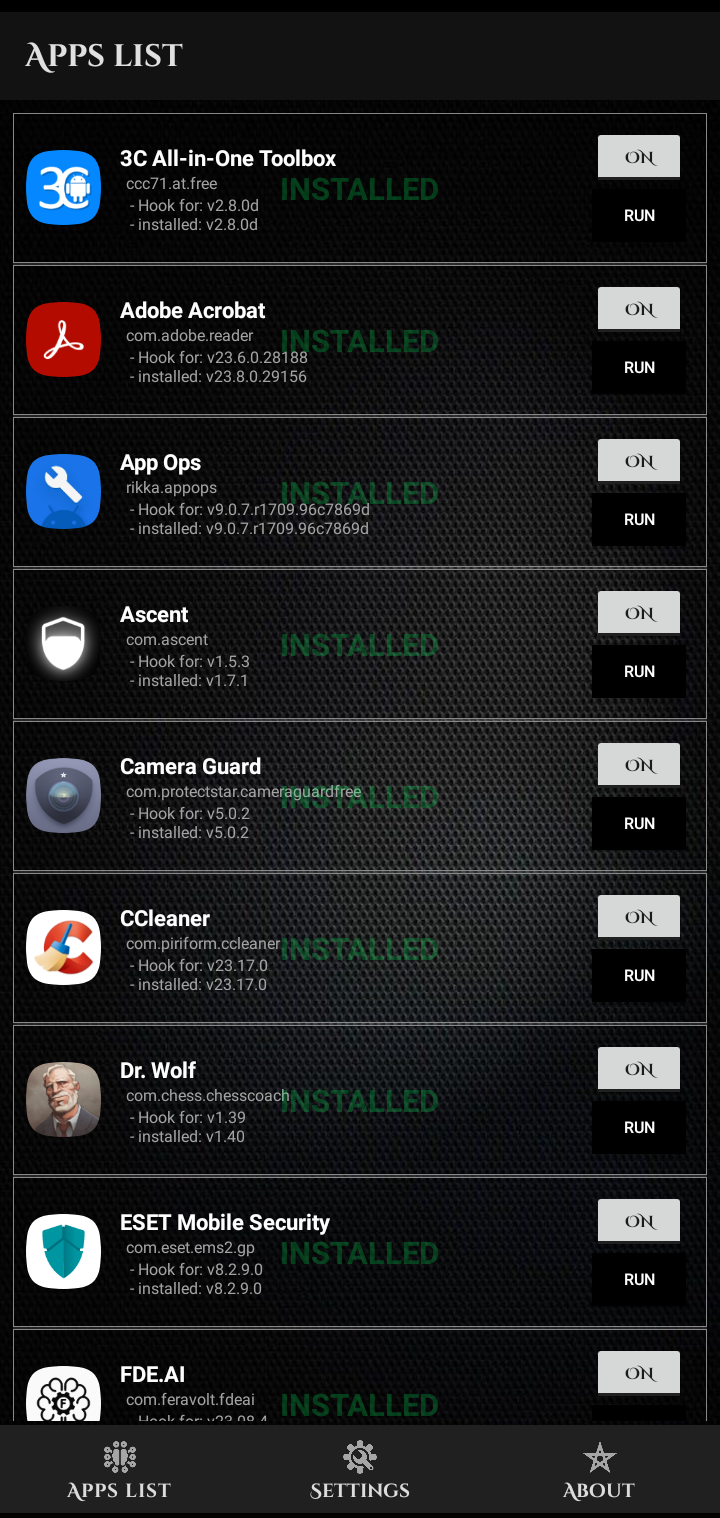 Apps list
3C All-in-One Toolbox
ON
ccc71.at.free
INSTALLED
- Hook for: v2.8.0d
RUN
- installed: v2.8.0d
Adobe Acrobat
ON
com.adobe.reader
INSTALLED
- Hook for: v23.6.0.28188
RUN
- installed: v23.8.0.29156
App Ops
ON
rikka.appops
INSTALLED
- Hook for: v9.0.7.r1709.96c7869d
RUN
- installed: v9.0.7.r1709.96c7869d
Ascent
ON
com.ascent
INSTALLED
- Hook for: v1.5.3
RUN
- installed: v1.7.1
Camera Guard
ON
com.protectstar.cameraguardfree
INSTALLED
- Hook for: v5.0.2
RUN
- installed: v5.0.2
CCleaner
ON
com.piriform.ccleaner
INSTALLED
- Hook for: v23.17.0
RUN
- installed: v23.17.0
Dr. Wolf
ON
com.chess.chesscoach
INSTALLED
- Hook for: v1.39
RUN
- installed: v1.40
ESET Mobile Security
ON
com.eset.ems2.gp
INSTALLED
- Hook for: v8.2.9.0
RUN
- installed: v8.2.9.0
FDE.AI
ON
com.feravolt.fdeai
INSTALLED
- Hook for: v23.08.4
Apps list
Settings
About